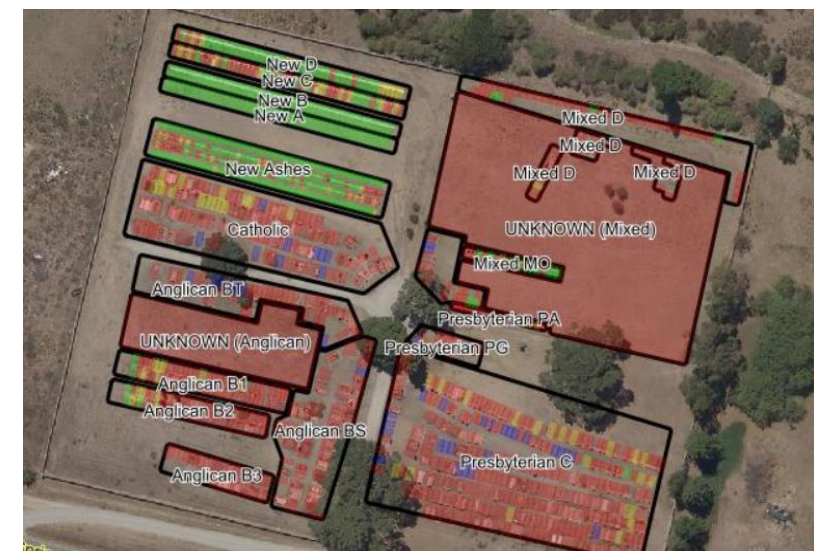 New D
New C
New B
New A
New Ashes
Catholic
Anglican BT
UNKNOWN (Anglican)
Anglican B1
Anglican B2
Anglican BS
Anglican B3
Mixed D
Mixed D
Mixed D
Mixed D
UNKNOWN (Mixed)
Mixed MO
Presbyterian PA
Presbyterian PG
Presbyterian C